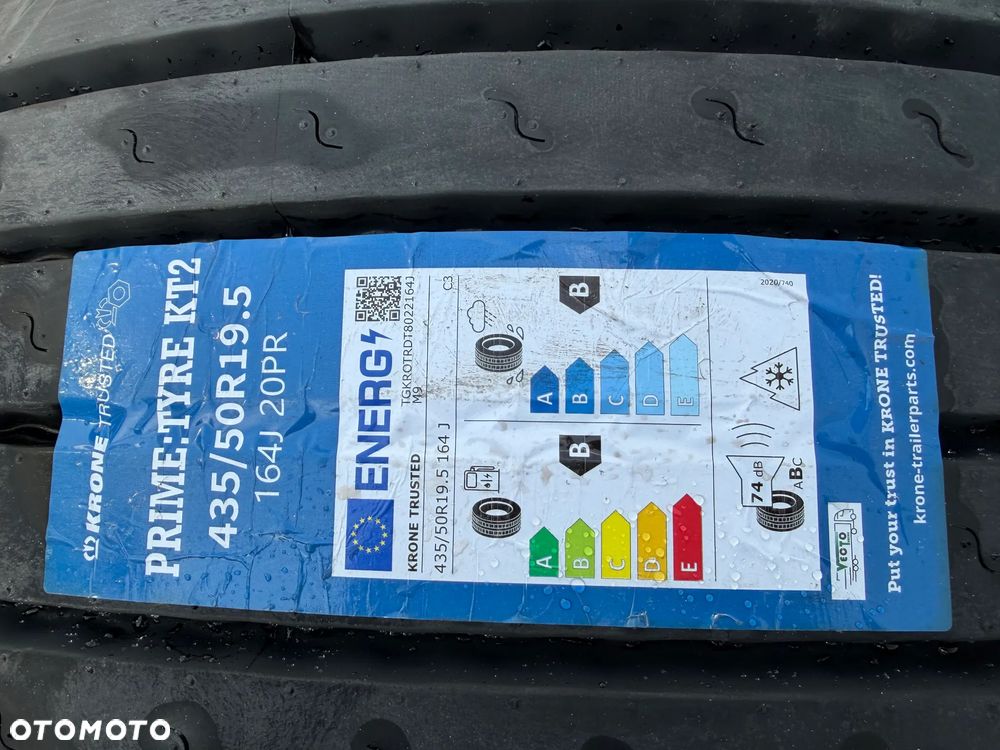 KRONE TRUSTED
PRIME:TYRE KT2
435/50R19.5
164J 20PR
ENERG
KRONE TRUSTED
TGKROTRDT8022164J
M9
435/50R19.5 164 J
C3
B
A
B
C
D
E
B
A
B
C
D
E
2020/740
74 dB
ABC
VEOTO
Put your trust in KRONE TRUSTED!
krone-trailerparts.com
OTOMOTO